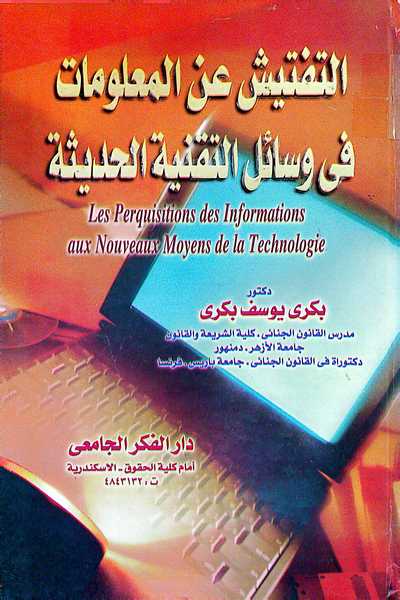 التفتيش عن المعلومات
فى وسائل التقنية الحديثة
Les Perquisitions des Informations
aux Nouveaux Moyens de la Technologie
دكتور
بكرى يوسف بكرى
مدرس القانون الجنائى ـ كلية الشريعة والقانون
جامعة الأزهر ـ دمنهور
دكتوراة فى القانون الجنائى ـ جامعة باريس ـ فرنسا
دار الفكر الجامعى
أمام كلية الحقوق ـ الاسكندرية
ت : ٤٨٤٣١٣٢